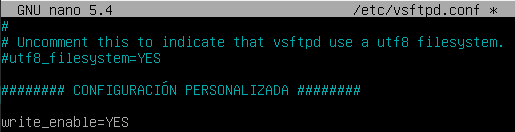 GNU nano 5.4 /etc/vsftpd.conf *
#
# Uncomment this to indicate that vsftpd use a utf8 filesystem.
#utf8_filesystem=YES
######## CONFIGURACIÓN PERSONALIZADA ########
write_enable=YES